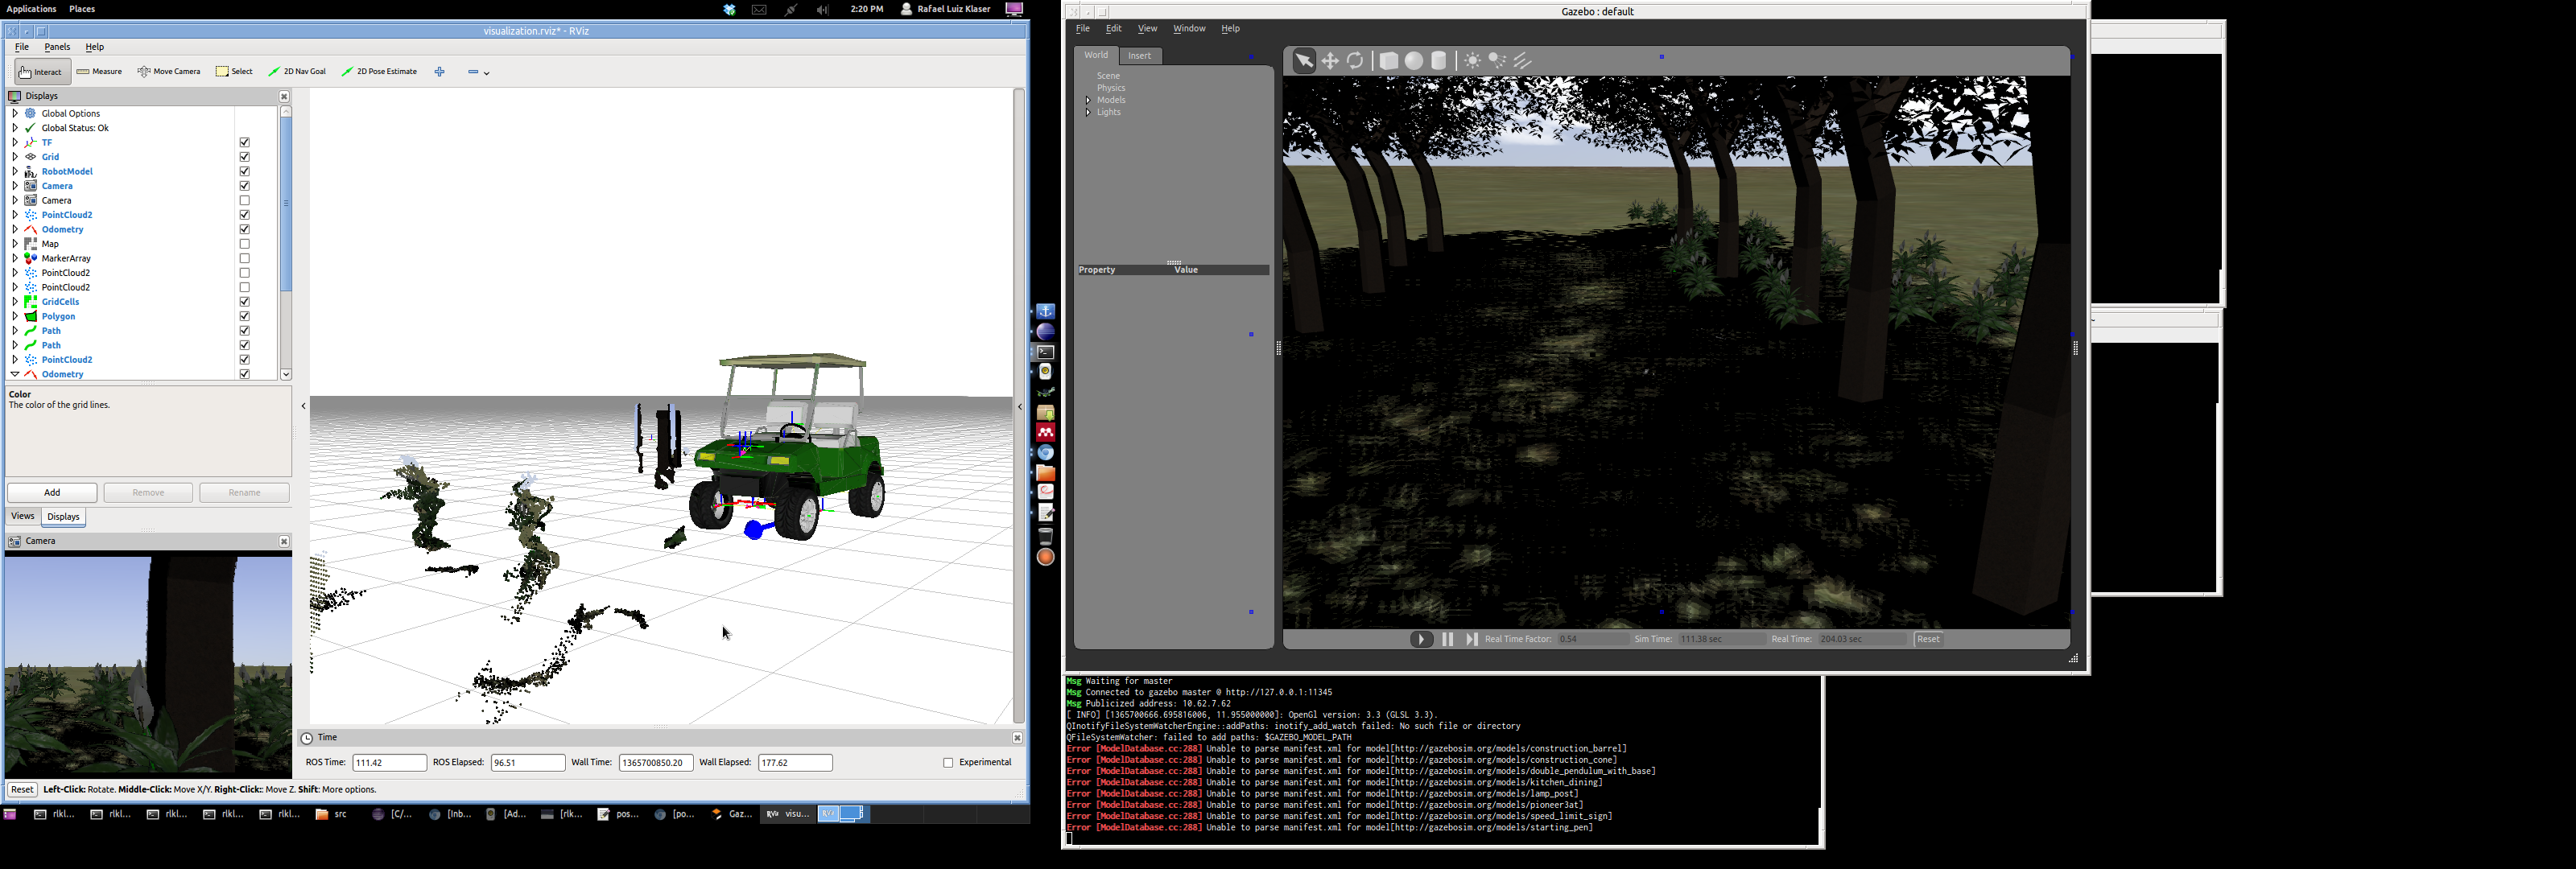 Applications Places
2:20 PM Rafael Luiz Klaser
visualization.rviz* - RViz
File Panels Help
Interact Measure Move Camera Select 2D Nav Goal 2D Pose Estimate
Displays
Global Options
Global Status: Ok
TF
Grid
RobotModel
Camera
Camera
PointCloud2
Odometry
Map
MarkerArray
PointCloud2
PointCloud2
GridCells
Polygon
Path
Path
PointCloud2
Odometry
Color
The color of the grid lines.
Add Remove Rename
Views Displays
Camera
Time
ROS Time: 111.42 ROS Elapsed: 96.51 Wall Time: 1365700850.20 Wall Elapsed: 177.62 Experimental
Reset Left-Click: Rotate. Middle-Click: Move X/Y. Right-Click:: Move Z. Shift: More options.
rlkl... rlkl... rlkl... rlkl... rlkl... src [C/... [Inb... [Ad... [rlk... pos... [po... Gaz... RViz visu...
Gazebo : default
File Edit View Window Help
World Insert
Scene
Physics
Models
Lights
Property Value
Real Time Factor: 0.54 Sim Time: 111.38 sec Real Time: 204.03 sec Reset
Msg Waiting for master
Msg Connected to gazebo master @ http://127.0.0.1:11345
Msg Publicized address: 10.62.7.62
[ INFO] [1365700666.695816006, 11.955000000]: OpenGl version: 3.3 (GLSL 3.3).
QInotifyFileSystemWatcherEngine::addPaths: inotify_add_watch failed: No such file or directory
QFileSystemWatcher: failed to add paths: $GAZEBO_MODEL_PATH
Error [ModelDatabase.cc:288] Unable to parse manifest.xml for model[http://gazebosim.org/models/construction_barrel]
Error [ModelDatabase.cc:288] Unable to parse manifest.xml for model[http://gazebosim.org/models/construction_cone]
Error [ModelDatabase.cc:288] Unable to parse manifest.xml for model[http://gazebosim.org/models/double_pendulum_with_base]
Error [ModelDatabase.cc:288] Unable to parse manifest.xml for model[http://gazebosim.org/models/kitchen_dining]
Error [ModelDatabase.cc:288] Unable to parse manifest.xml for model[http://gazebosim.org/models/lamp_post]
Error [ModelDatabase.cc:288] Unable to parse manifest.xml for model[http://gazebosim.org/models/pioneer3at]
Error [ModelDatabase.cc:288] Unable to parse manifest.xml for model[http://gazebosim.org/models/speed_limit_sign]
Error [ModelDatabase.cc:288] Unable to parse manifest.xml for model[http://gazebosim.org/models/starting_pen]